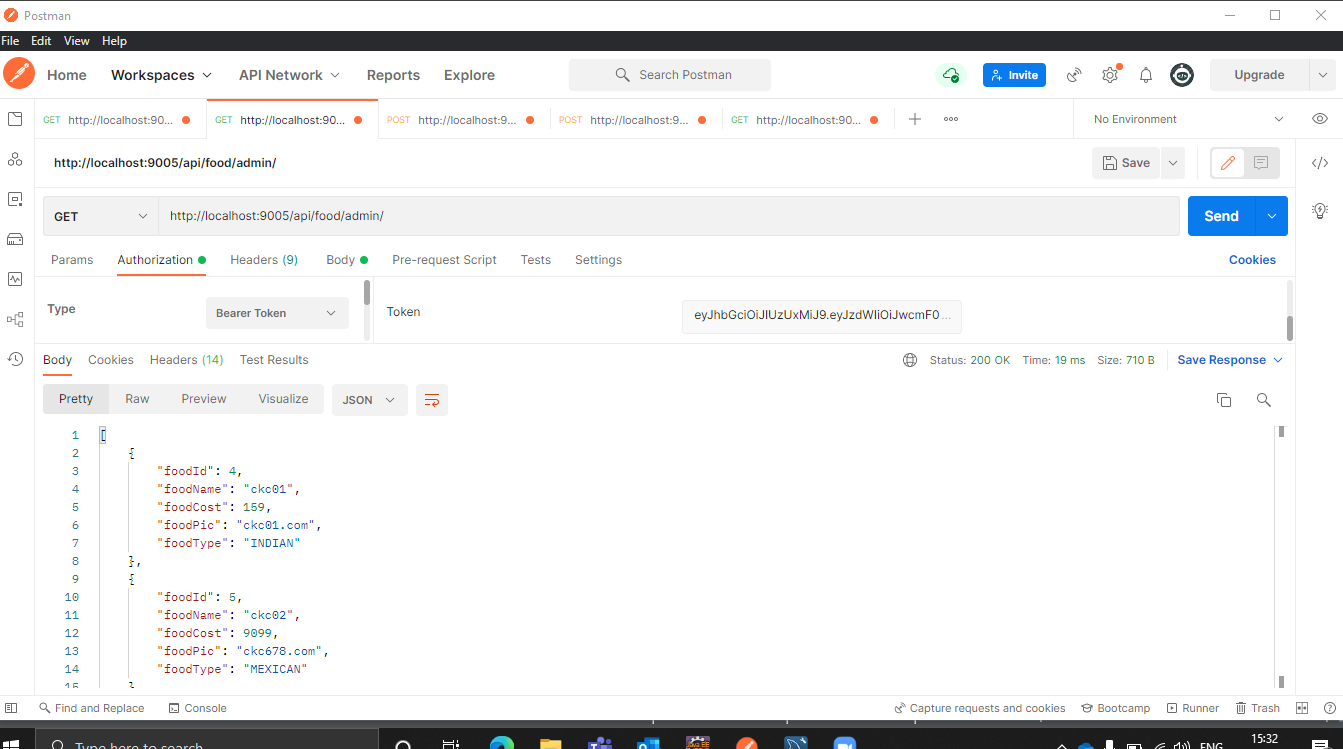 Postman
File Edit View Help
Home Workspaces API Network Reports Explore Search Postman Invite Upgrade
GET http://localhost:90... GET http://localhost:90... POST http://localhost:9... POST http://localhost:9... GET http://localhost:90... No Environment
http://localhost:9005/api/food/admin/ Save
GET http://localhost:9005/api/food/admin/ Send
Params Authorization Headers (9) Body Pre-request Script Tests Settings Cookies
Type Bearer Token Token eyJhbGciOiJIUzUxMiJ9.eyJzdWIiOiJwcmF0...
Body Cookies Headers (14) Test Results Status: 200 OK Time: 19 ms Size: 710 B Save Response
Pretty Raw Preview Visualize JSON
1 [
2 {
3 "foodId": 4,
4 "foodName": "ckc01",
5 "foodCost": 159,
6 "foodPic": "ckc01.com",
7 "foodType": "INDIAN"
8 },
9 {
10 "foodId": 5,
11 "foodName": "ckc02",
12 "foodCost": 9099,
13 "foodPic": "ckc678.com",
14 "foodType": "MEXICAN"
15 }
Find and Replace Console Capture requests and cookies Bootcamp Runner Trash
Type here to search ENG 15:32